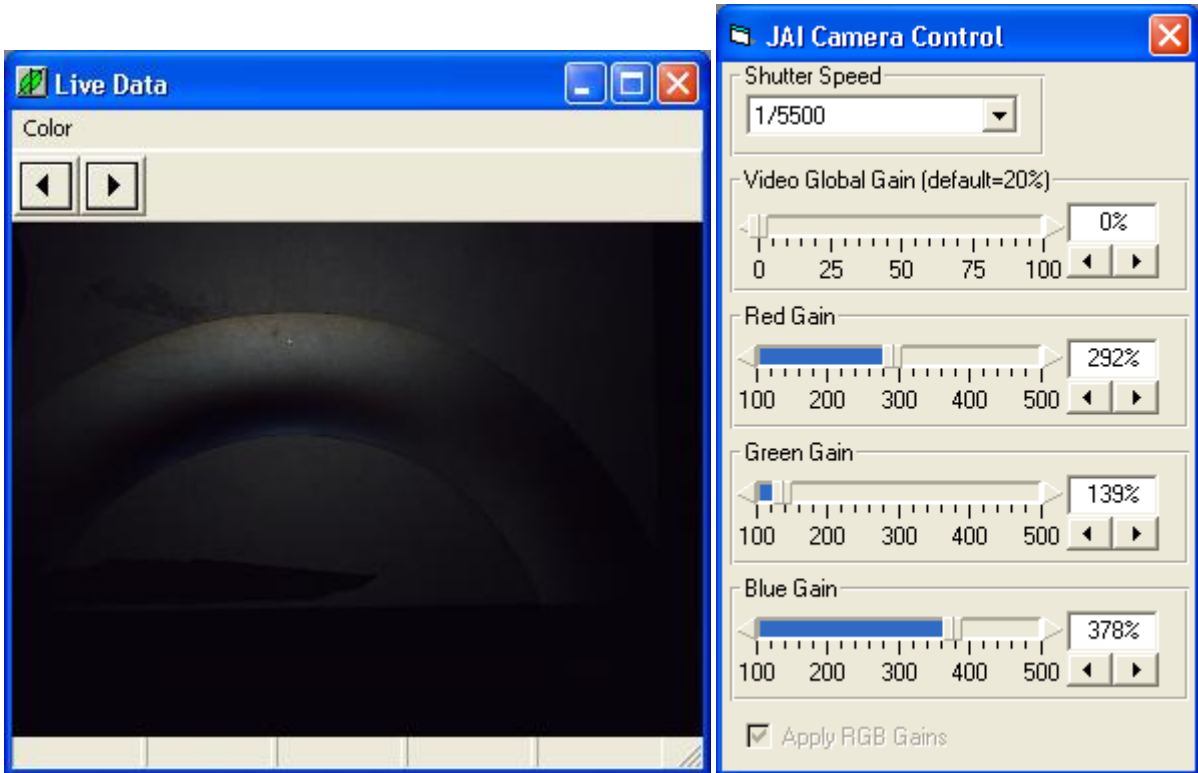 Live Data
Color
JAI Camera Control
Shutter Speed
1/5500
Video Global Gain (default=20%)
0%
0 25 50 75 100
Red Gain
292%
100 200 300 400 500
Green Gain
139%
100 200 300 400 500
Blue Gain
378%
100 200 300 400 500
Apply RGB Gains